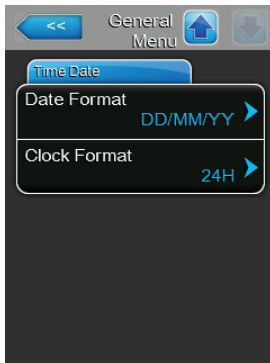 <<
General
Menu
Time Date
Date Format
DD/MM/YY
Clock Format
24H